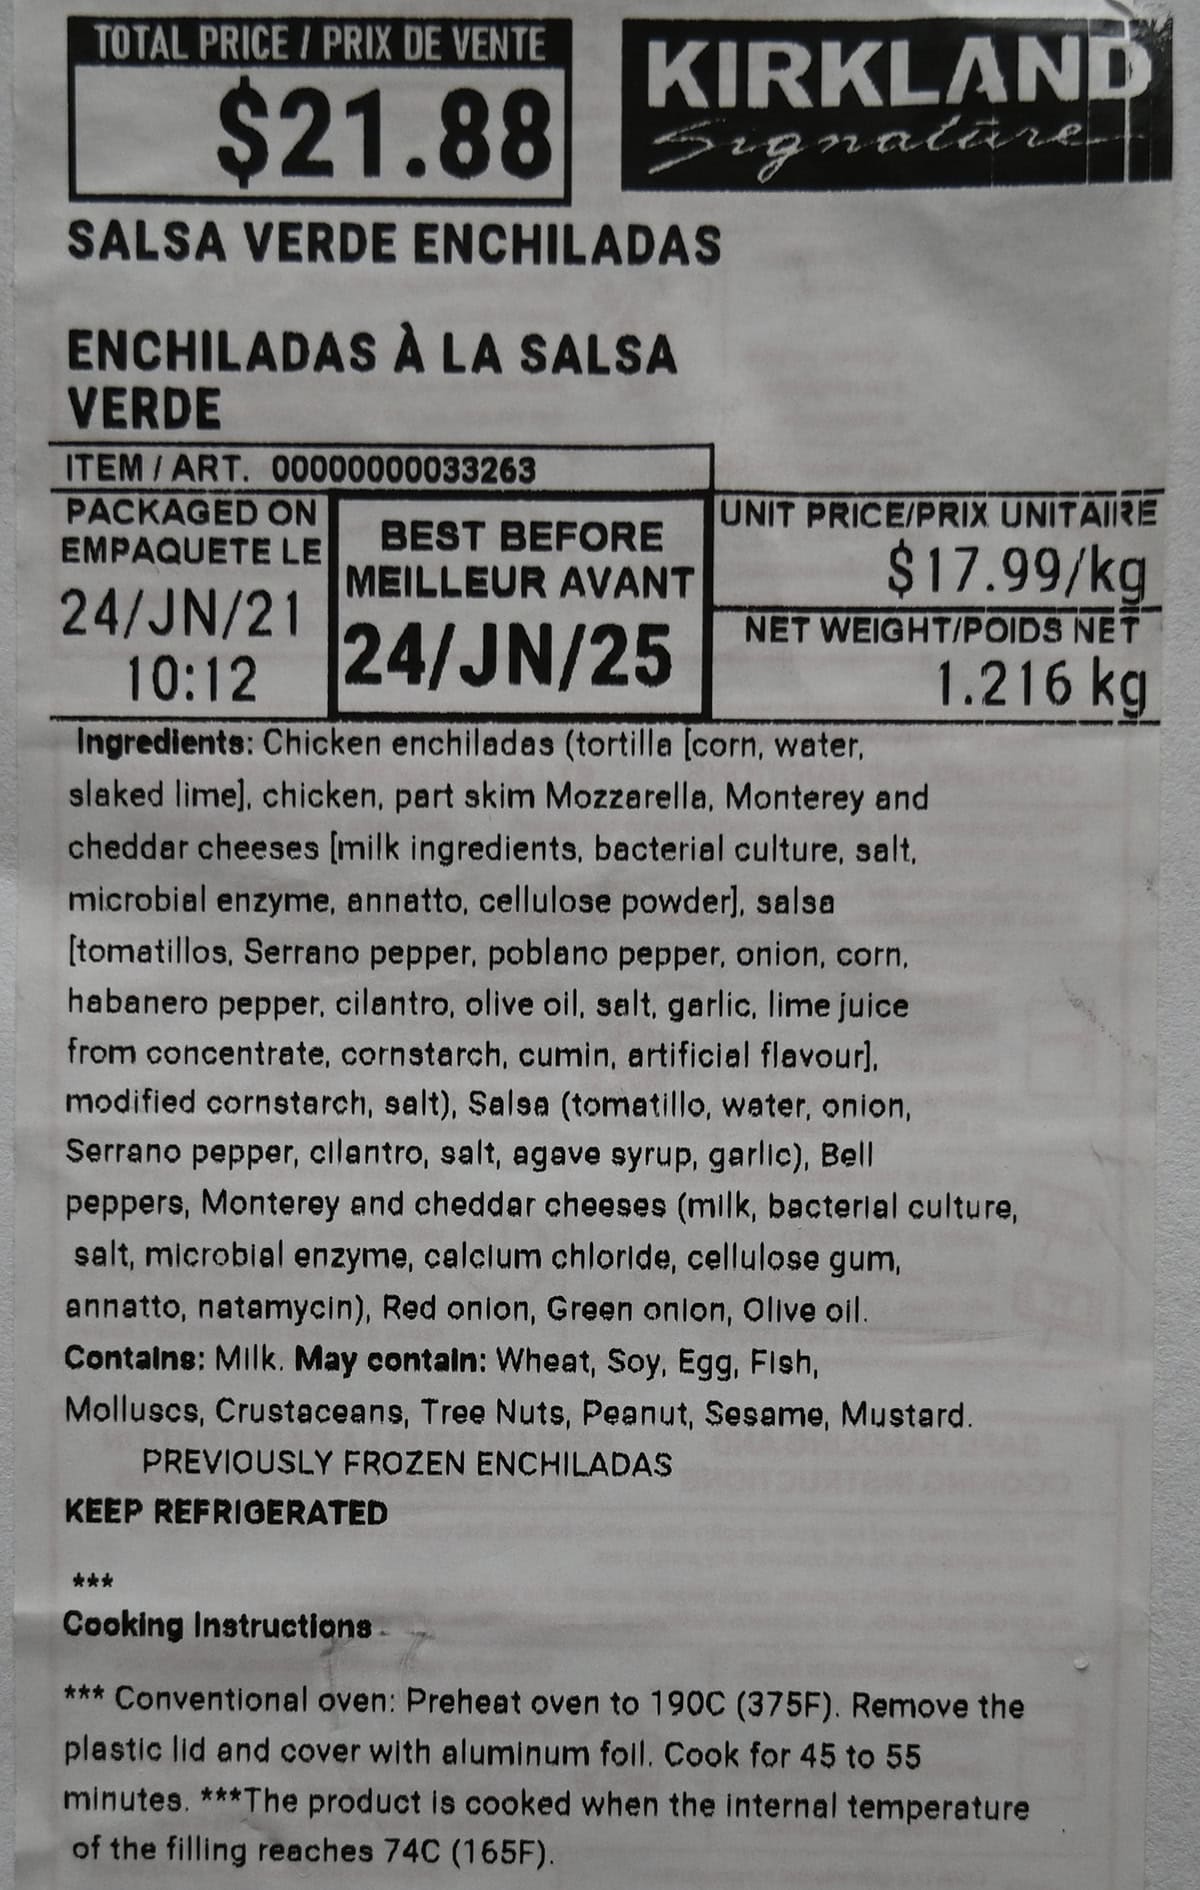 TOTAL PRICE / PRIX DE VENTE
$21.88
KIRKLAND
Signature
SALSA VERDE ENCHILADAS
ENCHILADAS À LA SALSA
VERDE
ITEM / ART. 00000000033263
PACKAGED ON
EMPAQUETE LE
24/JN/21
10:12
BEST BEFORE
MEILLEUR AVANT
24/JN/25
UNIT PRICE/PRIX UNITAIRE
$17.99/kg
NET WEIGHT/POIDS NET
1.216 kg
Ingredients: Chicken enchiladas (tortilla [corn, water,
slaked lime], chicken, part skim Mozzarella, Monterey and
cheddar cheeses [milk ingredients, bacterial culture, salt,
microbial enzyme, annatto, cellulose powder], salsa
[tomatillos, Serrano pepper, poblano pepper, onion, corn,
habanero pepper, cilantro, olive oil, salt, garlic, lime juice
from concentrate, cornstarch, cumin, artificial flavour],
modified cornstarch, salt), Salsa (tomatillo, water, onion,
Serrano pepper, cilantro, salt, agave syrup, garlic), Bell
peppers, Monterey and cheddar cheeses (milk, bacterial culture,
salt, microbial enzyme, calcium chloride, cellulose gum,
annatto, natamycin), Red onion, Green onion, Olive oil.
Contains: Milk. May contain: Wheat, Soy, Egg, Fish,
Molluscs, Crustaceans, Tree Nuts, Peanut, Sesame, Mustard.
PREVIOUSLY FROZEN ENCHILADAS
KEEP REFRIGERATED
***
Cooking Instructions
*** Conventional oven: Preheat oven to 190C (375F). Remove the
plastic lid and cover with aluminum foil. Cook for 45 to 55
minutes. ***The product is cooked when the internal temperature
of the filling reaches 74C (165F).